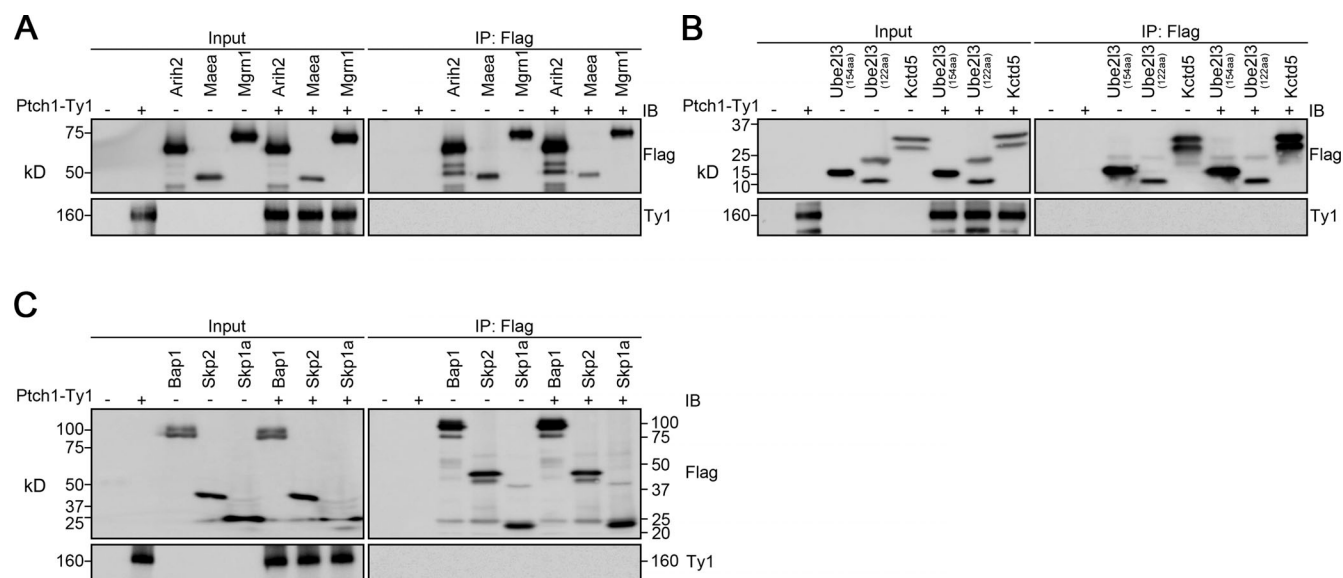 A
Input
IP: Flag
Arih2 Maea Mgrn1 Arih2 Maea Mgrn1 Arih2 Maea Mgrn1 Arih2 Maea Mgrn1
Ptch1-Ty1 - + - - - + + + - + - - - + + + IB
75
kD
50
Flag
160
Ty1
B
Input
IP: Flag
Ube2l3 (154aa) Ube2l3 (122aa) Kctd5 Ube2l3 (154aa) Ube2l3 (122aa) Kctd5 Ube2l3 (154aa) Ube2l3 (122aa) Kctd5 Ube2l3 (154aa) Ube2l3 (122aa) Kctd5
Ptch1-Ty1 - + - - - + + + - + - - - + + + IB
37
25
kD
15
10
Flag
160
Ty1
C
Input
IP: Flag
Bap1 Skp2 Skp1a Bap1 Skp2 Skp1a Bap1 Skp2 Skp1a Bap1 Skp2 Skp1a
Ptch1-Ty1 - + - - - + + + - + - - - + + + IB
100 100
75 75
50 50
kD
37 37
25 25
20
Flag
160 160
Ty1